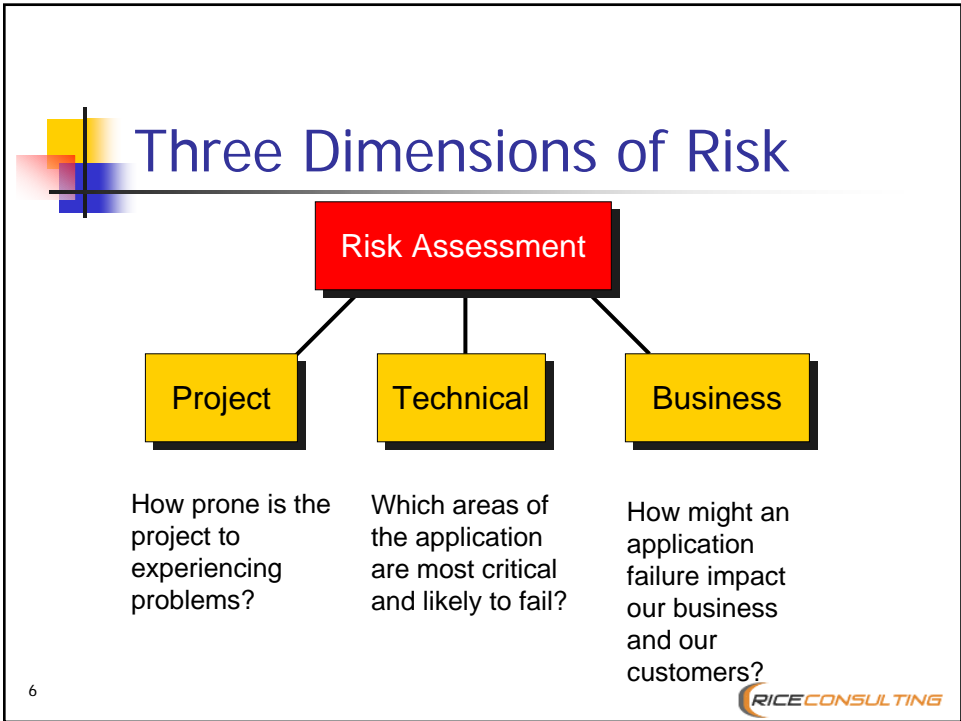 Three Dimensions of Risk
Risk Assessment
Project
Technical
Business
How prone is the
project to
experiencing
problems?
Which areas of
the application
are most critical
and likely to fail?
How might an
application
failure impact
our business
and our
customers?
6
RICECONSULTING